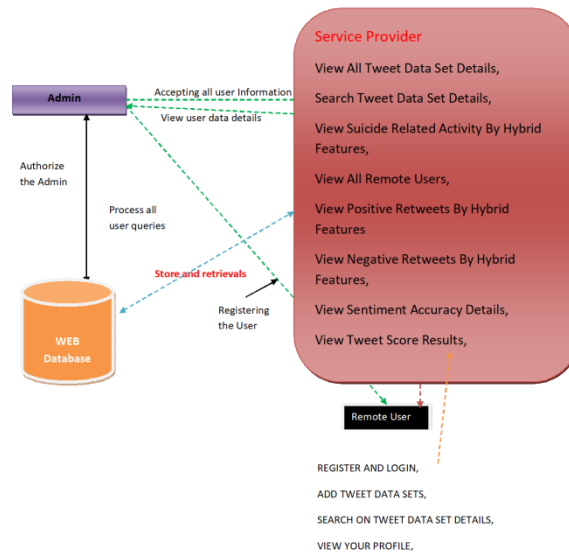 Service Provider
View All Tweet Data Set Details,
Search Tweet Data Set Details,
View Suicide Related Activity By Hybrid
Features,
View All Remote Users,
View Positive Retweets By Hybrid
Features
View Negative Retweets By Hybrid
Features,
View Sentiment Accuracy Details,
View Tweet Score Results,
Admin
Accepting all user Information
View user data details
Authorize
the Admin
Process all
user queries
Store and retrievals
Registering
the User
WEB
Database
Remote User
REGISTER AND LOGIN,
ADD TWEET DATA SETS,
SEARCH ON TWEET DATA SET DETAILS,
VIEW YOUR PROFILE,